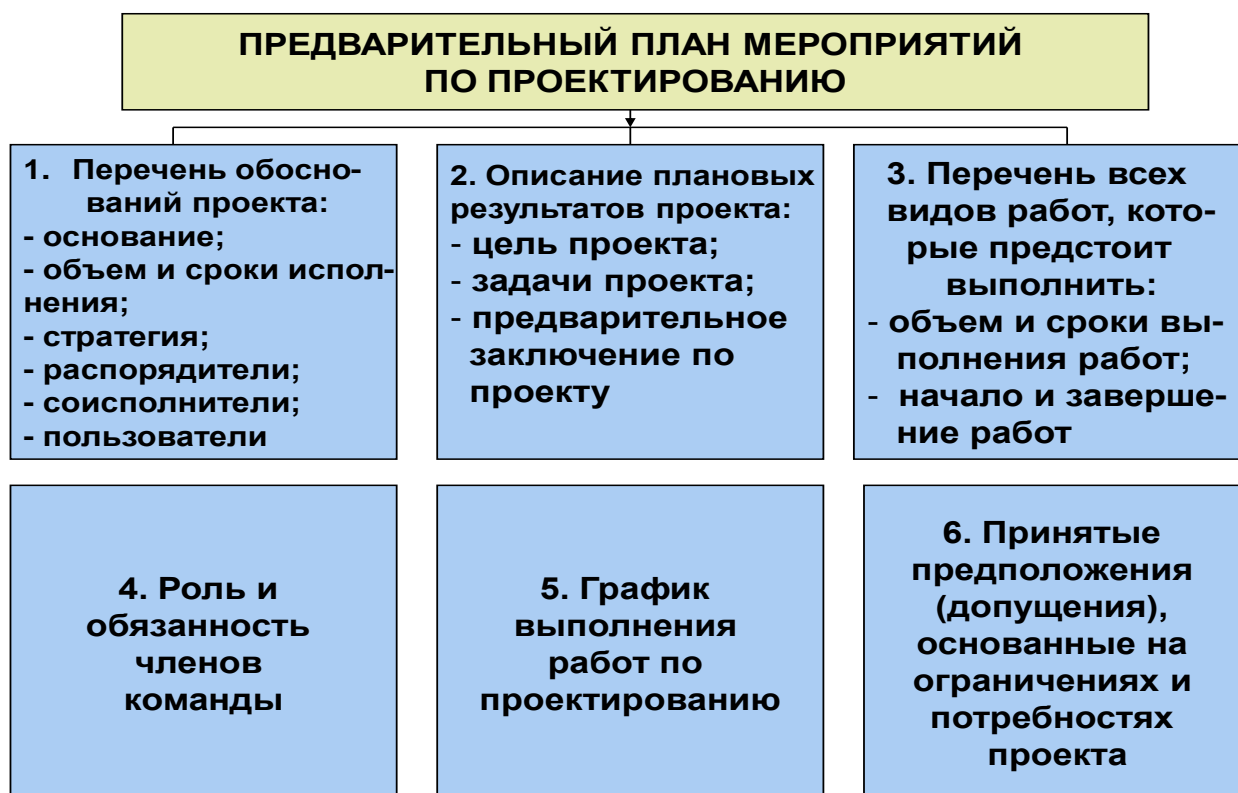 ПРЕДВАРИТЕЛЬНЫЙ ПЛАН МЕРОПРИЯТИЙ
ПО ПРОЕКТИРОВАНИЮ
1. Перечень обосно-
ваний проекта:
- основание;
- объем и сроки испол-
нения;
- стратегия;
- распорядители;
- соисполнители;
- пользователи
2. Описание плановых
результатов проекта:
- цель проекта;
- задачи проекта;
- предварительное
заключение по
проекту
3. Перечень всех
видов работ, кото-
рые предстоит
выполнить:
- объем и сроки вы-
полнения работ;
- начало и заверше-
ние работ
4. Роль и
обязанность
членов
команды
5. График
выполнения
работ по
проектированию
6. Принятые
предположения
(допущения),
основанные на
ограничениях и
потребностях
проекта